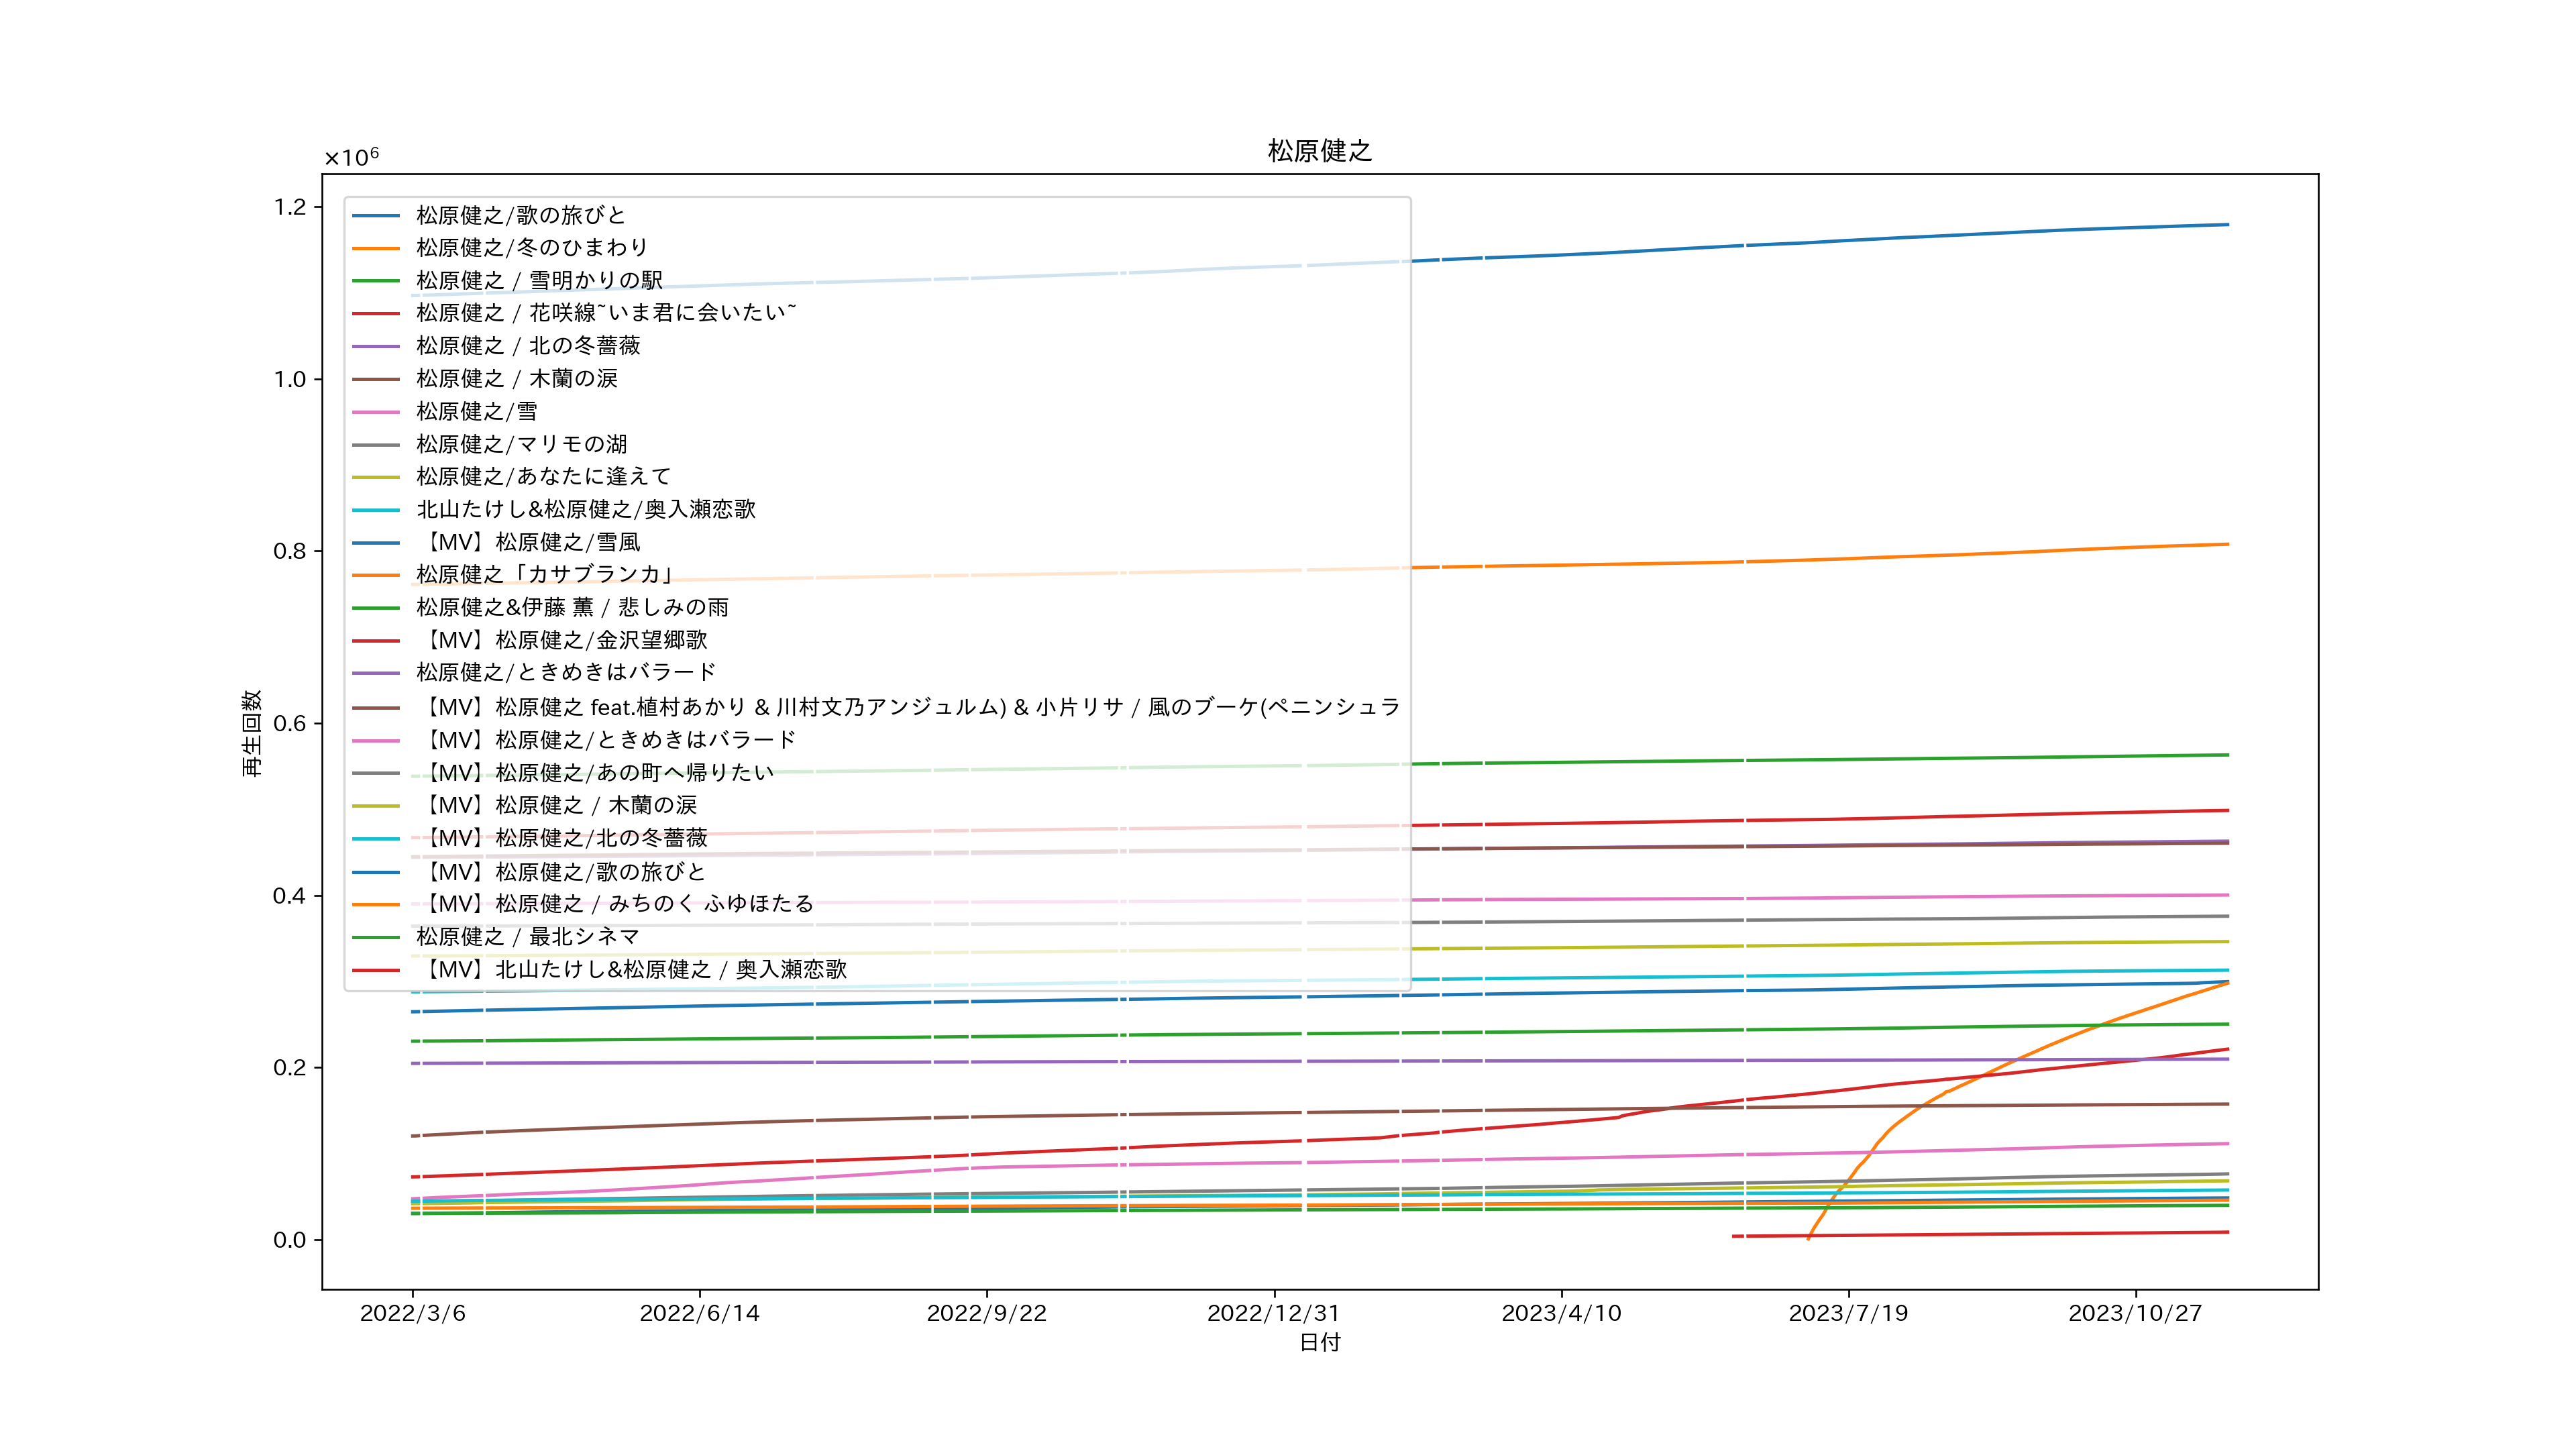 松原健之
×10⁶
1.2
1.0
0.8
0.6
0.4
0.2
0.0
再生回数
松原健之/歌の旅びと
松原健之/冬のひまわり
松原健之 / 雪明かりの駅
松原健之 / 花咲線~いま君に会いたい~
松原健之 / 北の冬薔薇
松原健之 / 木蘭の涙
松原健之/雪
松原健之/マリモの湖
松原健之/あなたに逢えて
北山たけし&松原健之/奥入瀬恋歌
【MV】松原健之/雪風
松原健之「カサブランカ」
松原健之&伊藤 薫 / 悲しみの雨
【MV】松原健之/金沢望郷歌
松原健之/ときめきはバラード
【MV】松原健之 feat.植村あかり & 川村文乃アンジュルム) & 小片リサ / 風のブーケ(ペニンシュラ
【MV】松原健之/ときめきはバラード
【MV】松原健之/あの町へ帰りたい
【MV】松原健之 / 木蘭の涙
【MV】松原健之/北の冬薔薇
【MV】松原健之/歌の旅びと
【MV】松原健之 / みちのく ふゆほたる
松原健之 / 最北シネマ
【MV】北山たけし&松原健之 / 奥入瀬恋歌
2022/3/6
2022/6/14
2022/9/22
2022/12/31
2023/4/10
2023/7/19
2023/10/27
日付